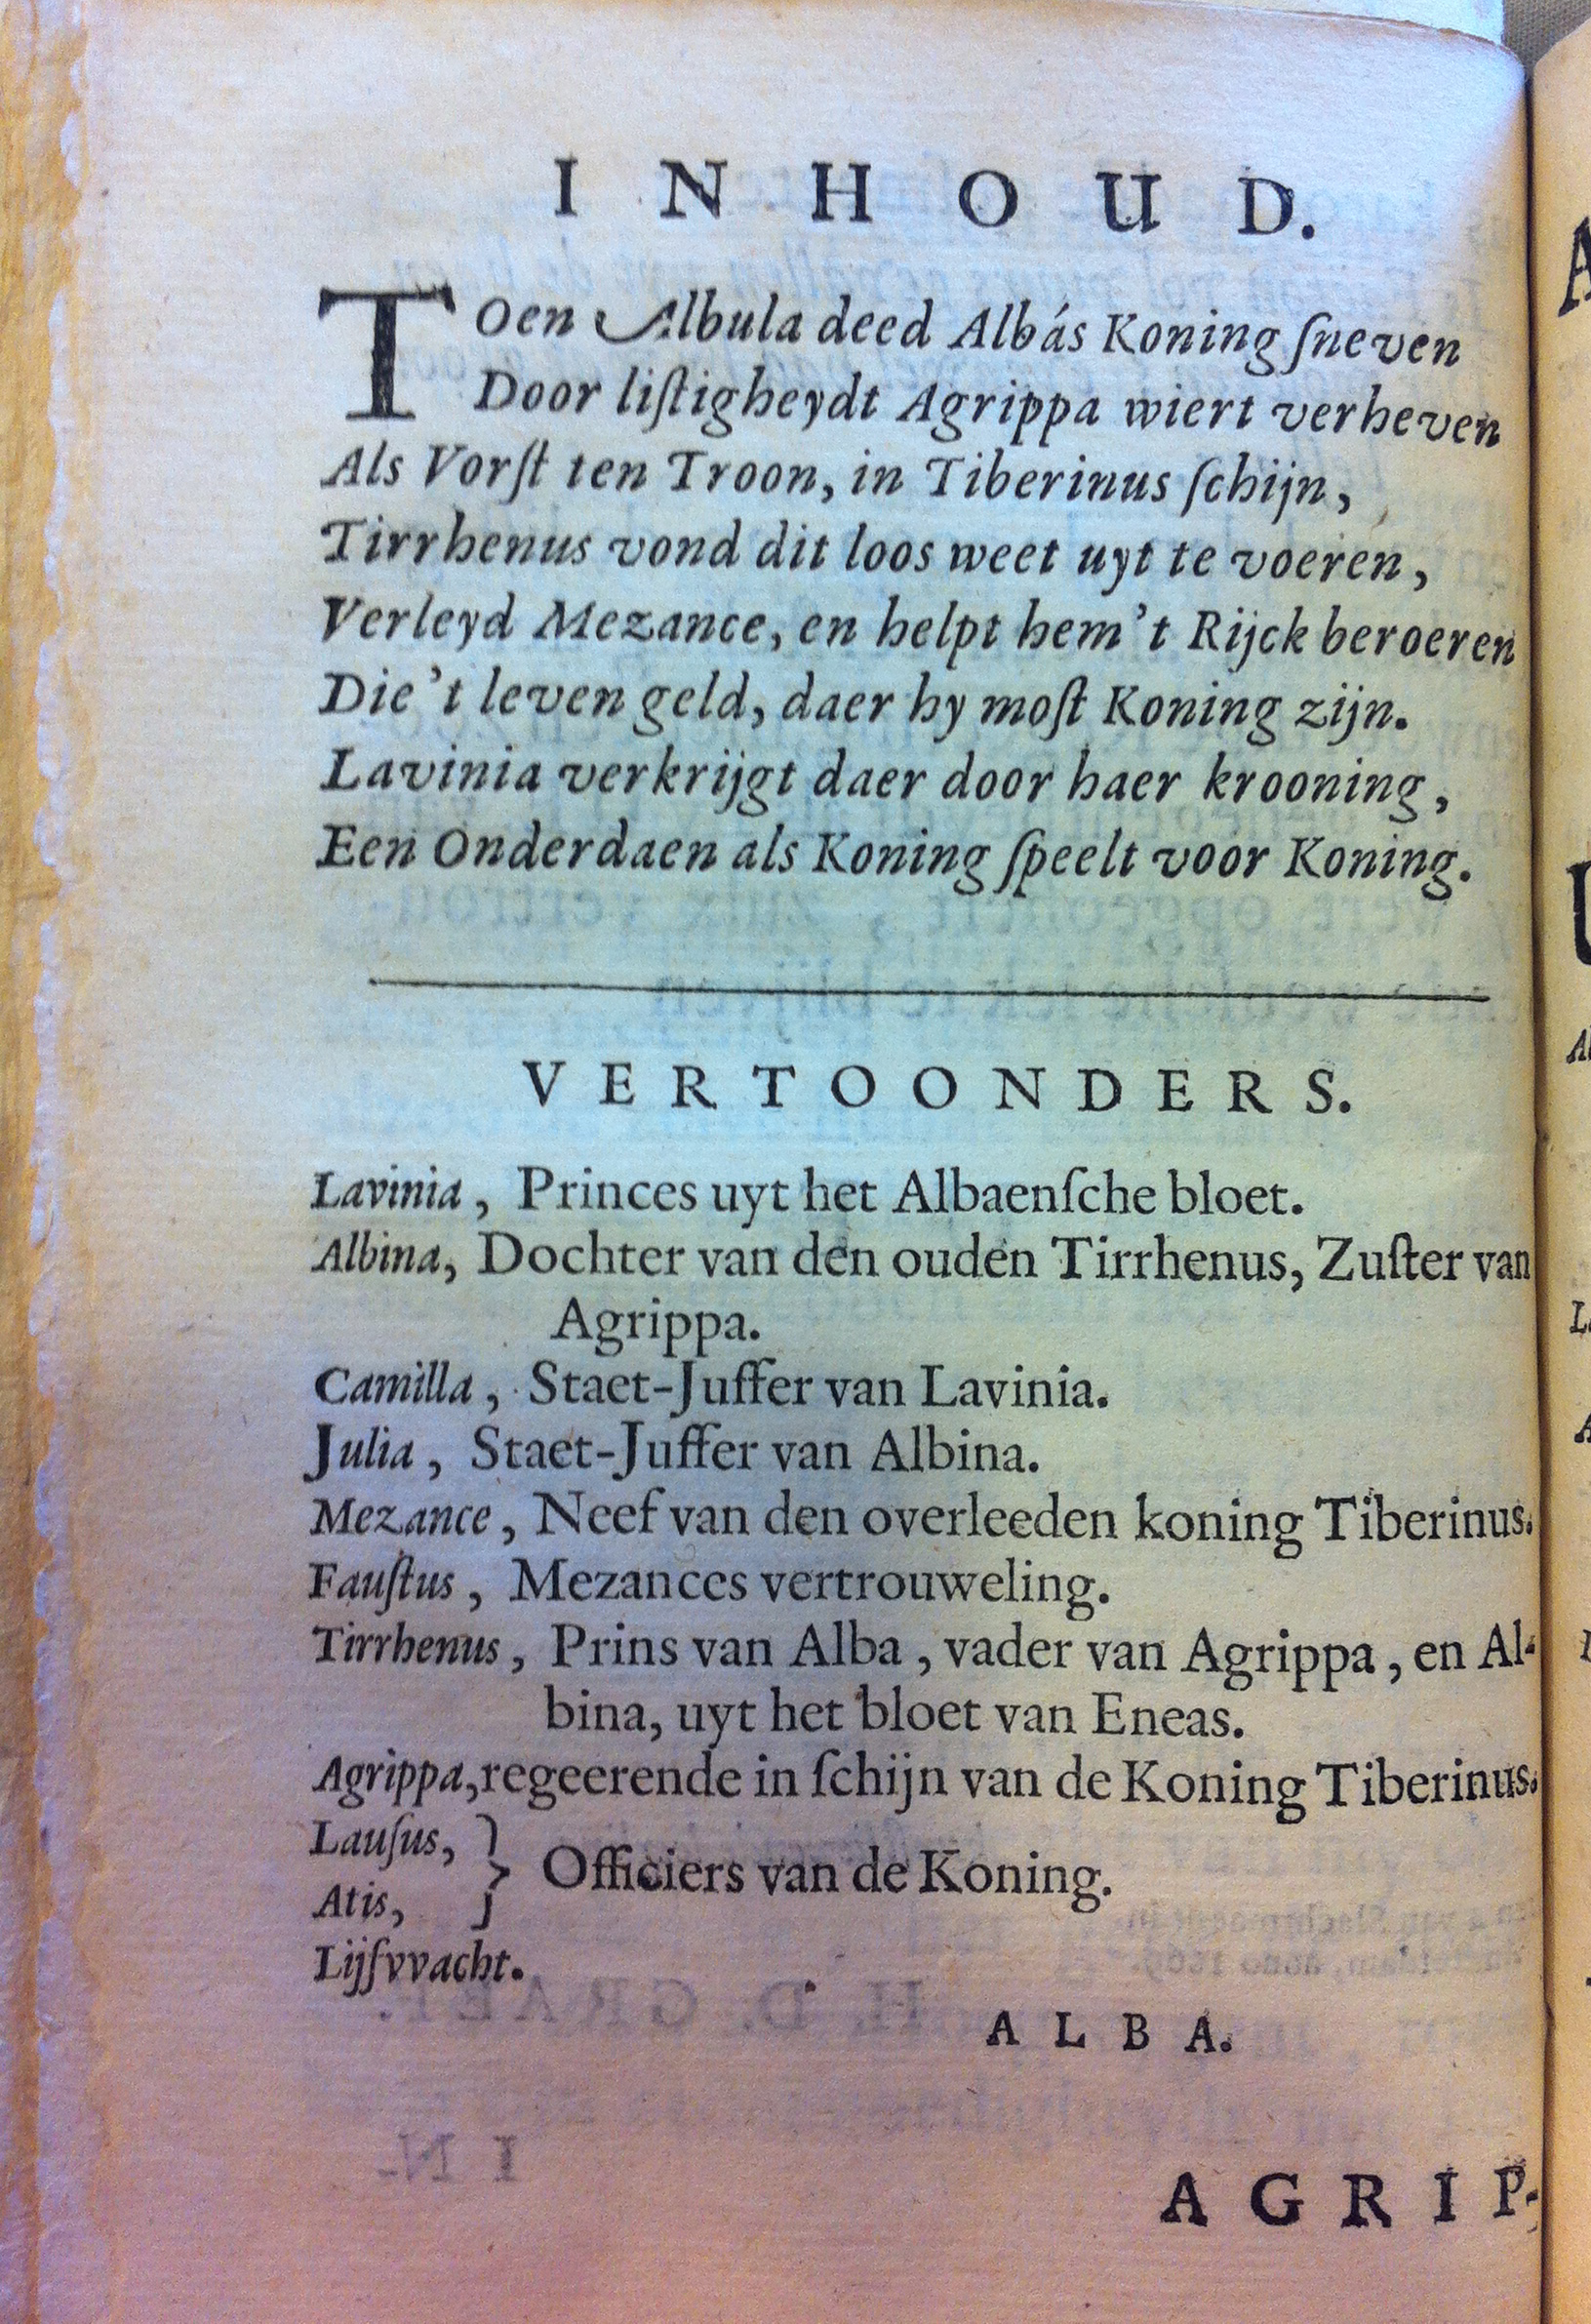 INHOUD.
TOen Albula deed Albás Koning ſneven
Door liſtigheydt Agrippa wiert verheven
Als Vorſt ten Troon, in Tiberinus ſchijn,
Tirrhenus vond dit loos weet uyt te voeren,
Verleyd Mezance, en helpt hem't Rijck beroeren
Die't leven geld, daer hy moſt Koning zijn.
Lavinia verkrijgt daer door haer krooning,
Een Onderdaen als Koning ſpeelt voor Koning.
VERTOONDERS.
Lavinia, Princes uyt het Albaenſche bloet.
Albina, Dochter van den ouden Tirrhenus, Zuſter van
Agrippa.
Camilla, Staet-Juffer van Lavinia.
Julia, Staet-Juffer van Albina.
Mezance, Neef van den overleeden koning Tiberinus.
Fauſtus, Mezances vertrouweling.
Tirrhenus, Prins van Alba, vader van Agrippa, en Al-
bina, uyt het bloet van Eneas.
Agrippa, regeerende in ſchijn van de Koning Tiberinus.
Lauſus,
Atis, } Officiers van de Koning.
Lijfvvacht.
ALBA.
AGRIP-